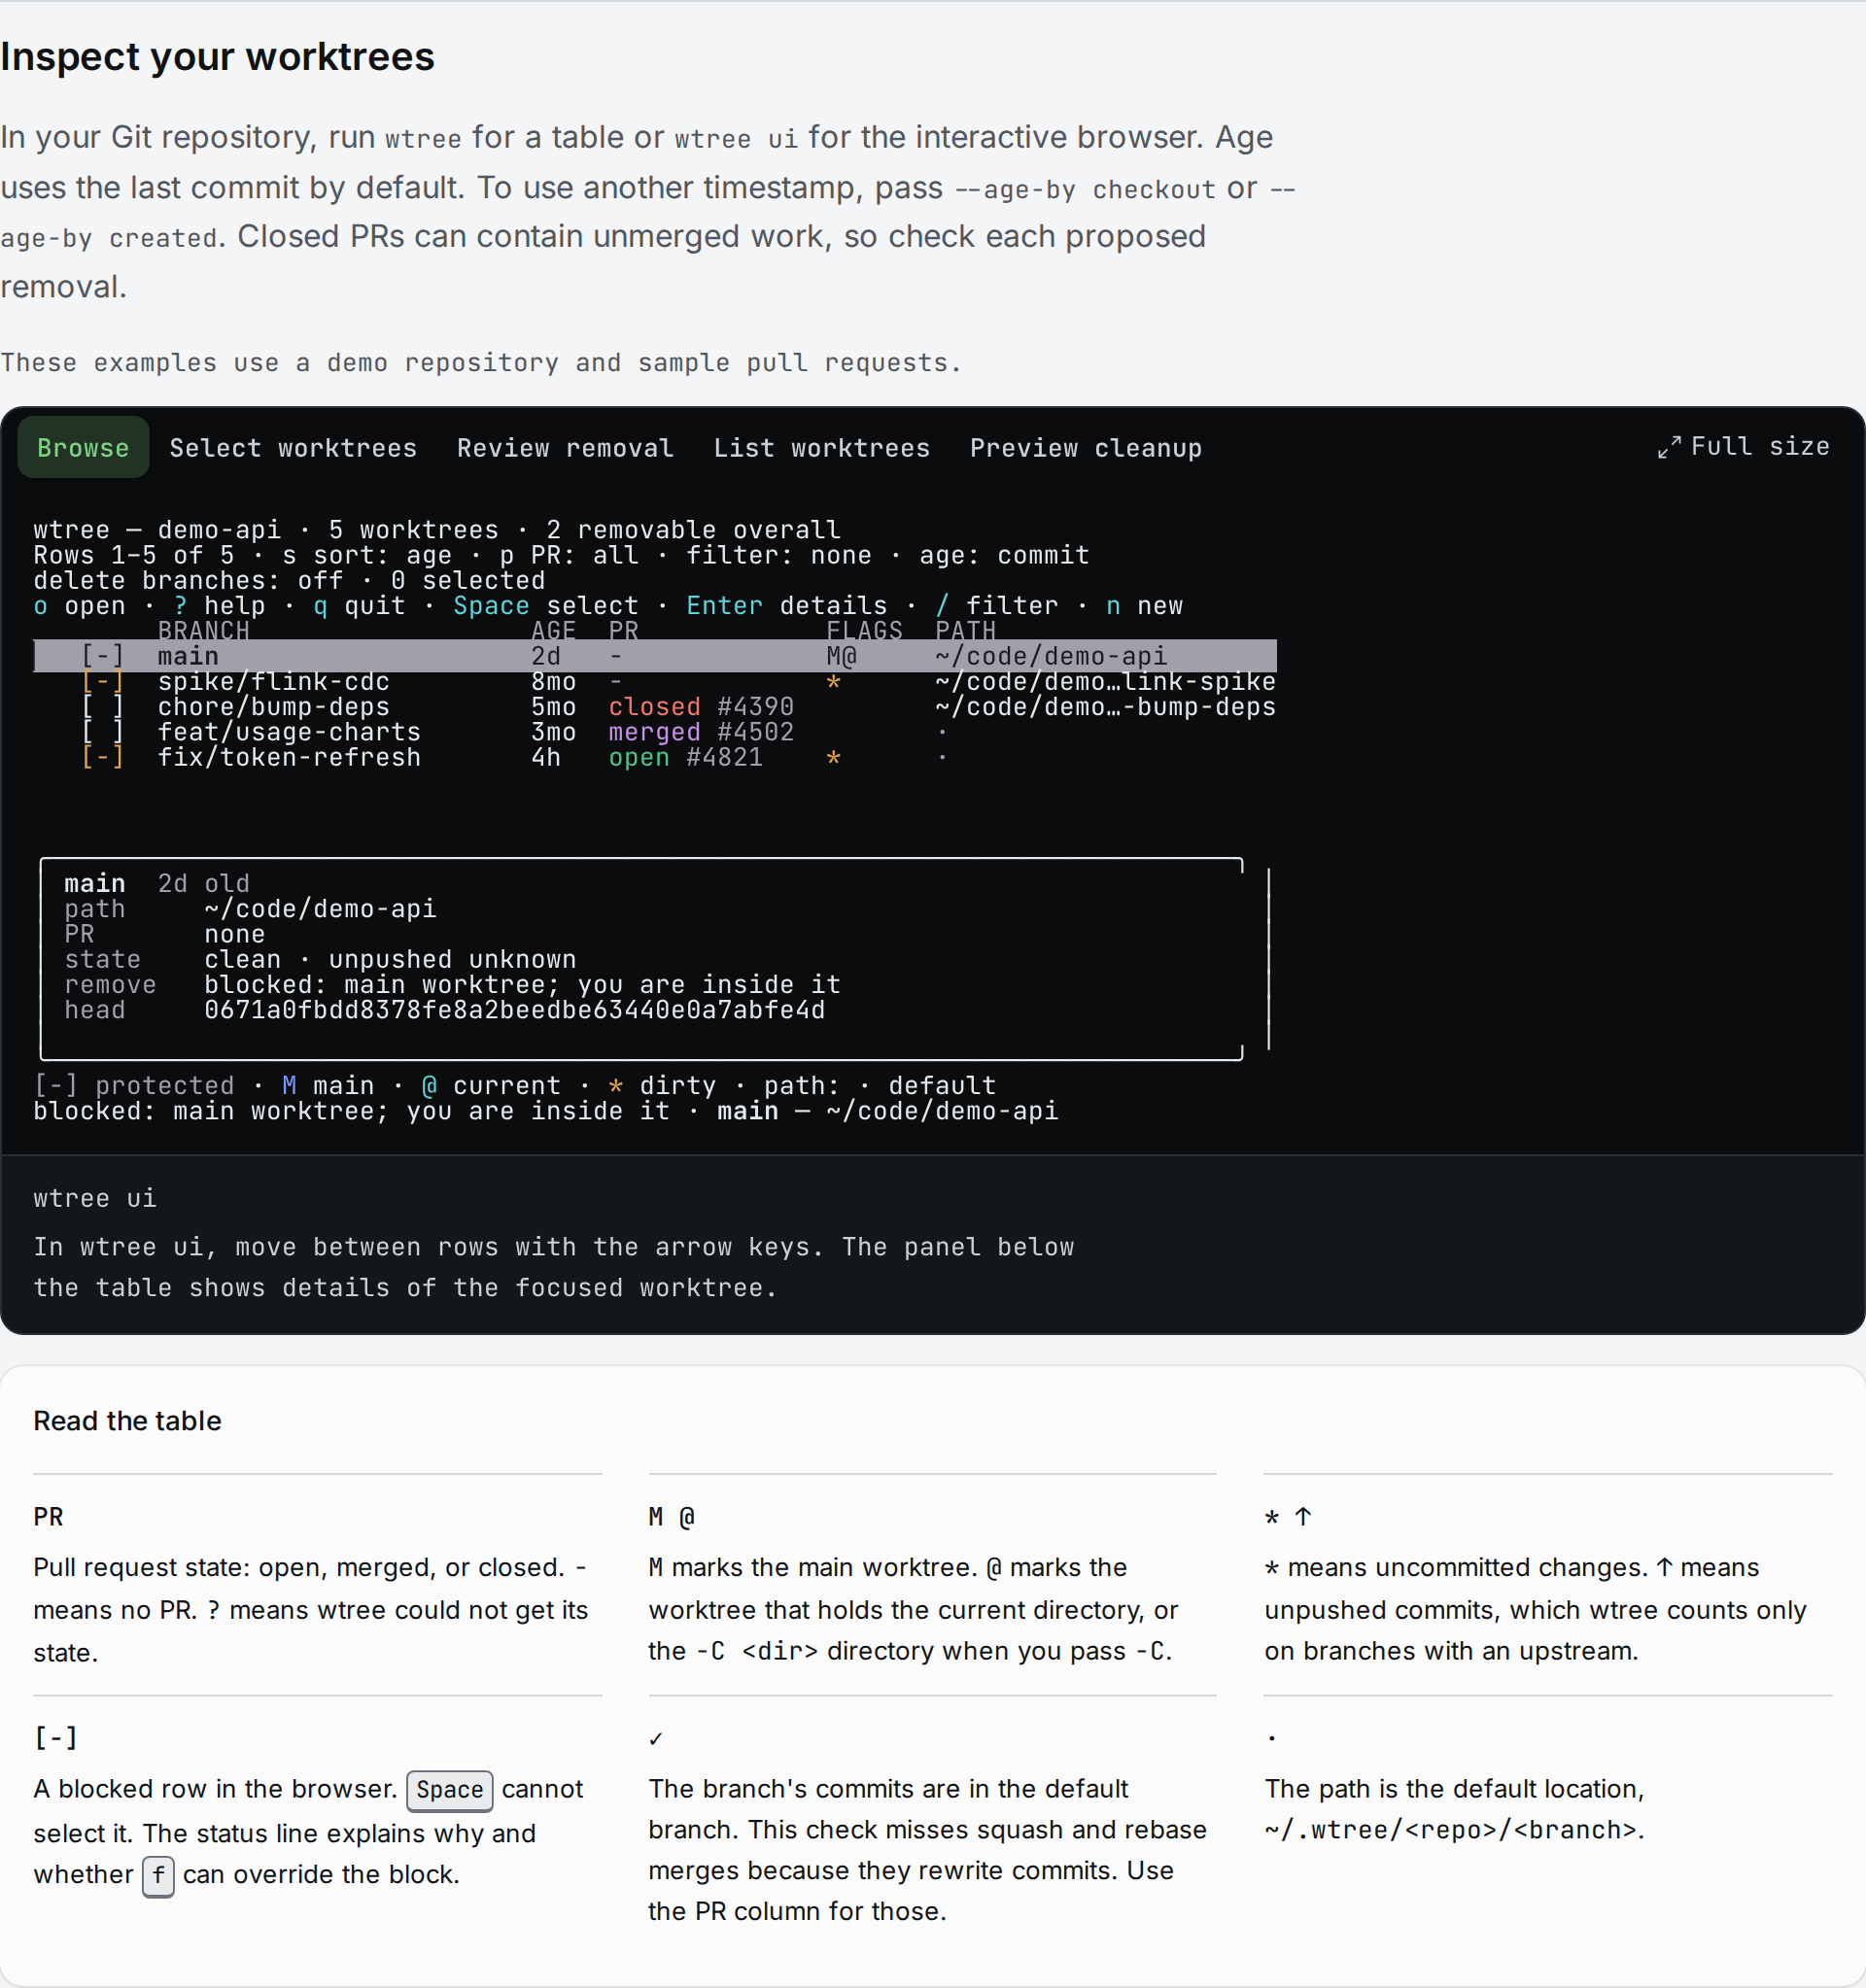 Inspect your worktrees
In your Git repository, run wtree for a table or wtree ui for the interactive browser. Age
uses the last commit by default. To use another timestamp, pass --age-by checkout or --
age-by created. Closed PRs can contain unmerged work, so check each proposed
removal.
These examples use a demo repository and sample pull requests.
Browse Select worktrees Review removal List worktrees Preview cleanup Full size
wtree — demo-api · 5 worktrees · 2 removable overall
Rows 1–5 of 5 · s sort: age · p PR: all · filter: none · age: commit
delete branches: off · 0 selected
o open · ? help · q quit · Space select · Enter details · / filter · n new
BRANCH AGE PR FLAGS PATH
[-] main 2d - M@ ~/code/demo-api
[-] spike/flink-cdc 8mo - * ~/code/demo…link-spike
[ ] chore/bump-deps 5mo closed #4390 ~/code/demo…-bump-deps
[ ] feat/usage-charts 3mo merged #4502 ·
[-] fix/token-refresh 4h open #4821 * ·
main 2d old
path ~/code/demo-api
PR none
state clean · unpushed unknown
remove blocked: main worktree; you are inside it
head 0671a0fbdd8378fe8a2beedbe63440e0a7abfe4d
[-] protected · M main · @ current · * dirty · path: · default
blocked: main worktree; you are inside it · main — ~/code/demo-api
wtree ui
In wtree ui, move between rows with the arrow keys. The panel below
the table shows details of the focused worktree.
Read the table
PR
Pull request state: open, merged, or closed. -
means no PR. ? means wtree could not get its
state.
M @
M marks the main worktree. @ marks the
worktree that holds the current directory, or
the -C <dir> directory when you pass -C.
* ↑
* means uncommitted changes. ↑ means
unpushed commits, which wtree counts only
on branches with an upstream.
[-]
A blocked row in the browser. Space cannot
select it. The status line explains why and
whether f can override the block.
✓
The branch's commits are in the default
branch. This check misses squash and rebase
merges because they rewrite commits. Use
the PR column for those.
·
The path is the default location,
~/.wtree/<repo>/<branch>.